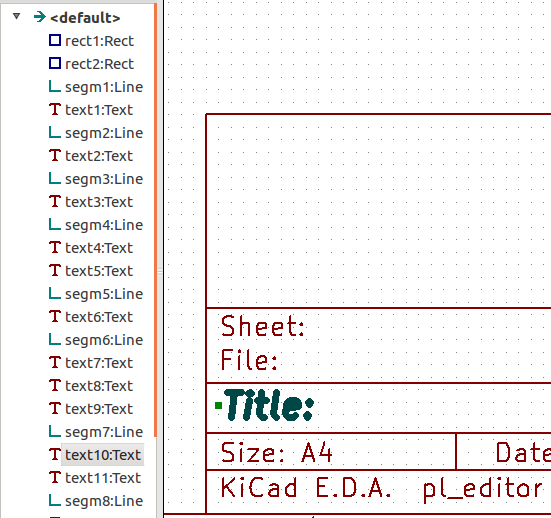 <default>
rect1:Rect
rect2:Rect
segm1:Line
text1:Text
segm2:Line
text2:Text
segm3:Line
text3:Text
segm4:Line
text4:Text
text5:Text
segm5:Line
text6:Text
segm6:Line
text7:Text
text8:Text
text9:Text
segm7:Line
text10:Text
text11:Text
segm8:Line
Sheet:
File:
Title:
Size: A4 Date
KiCad E.D.A. pl_editor